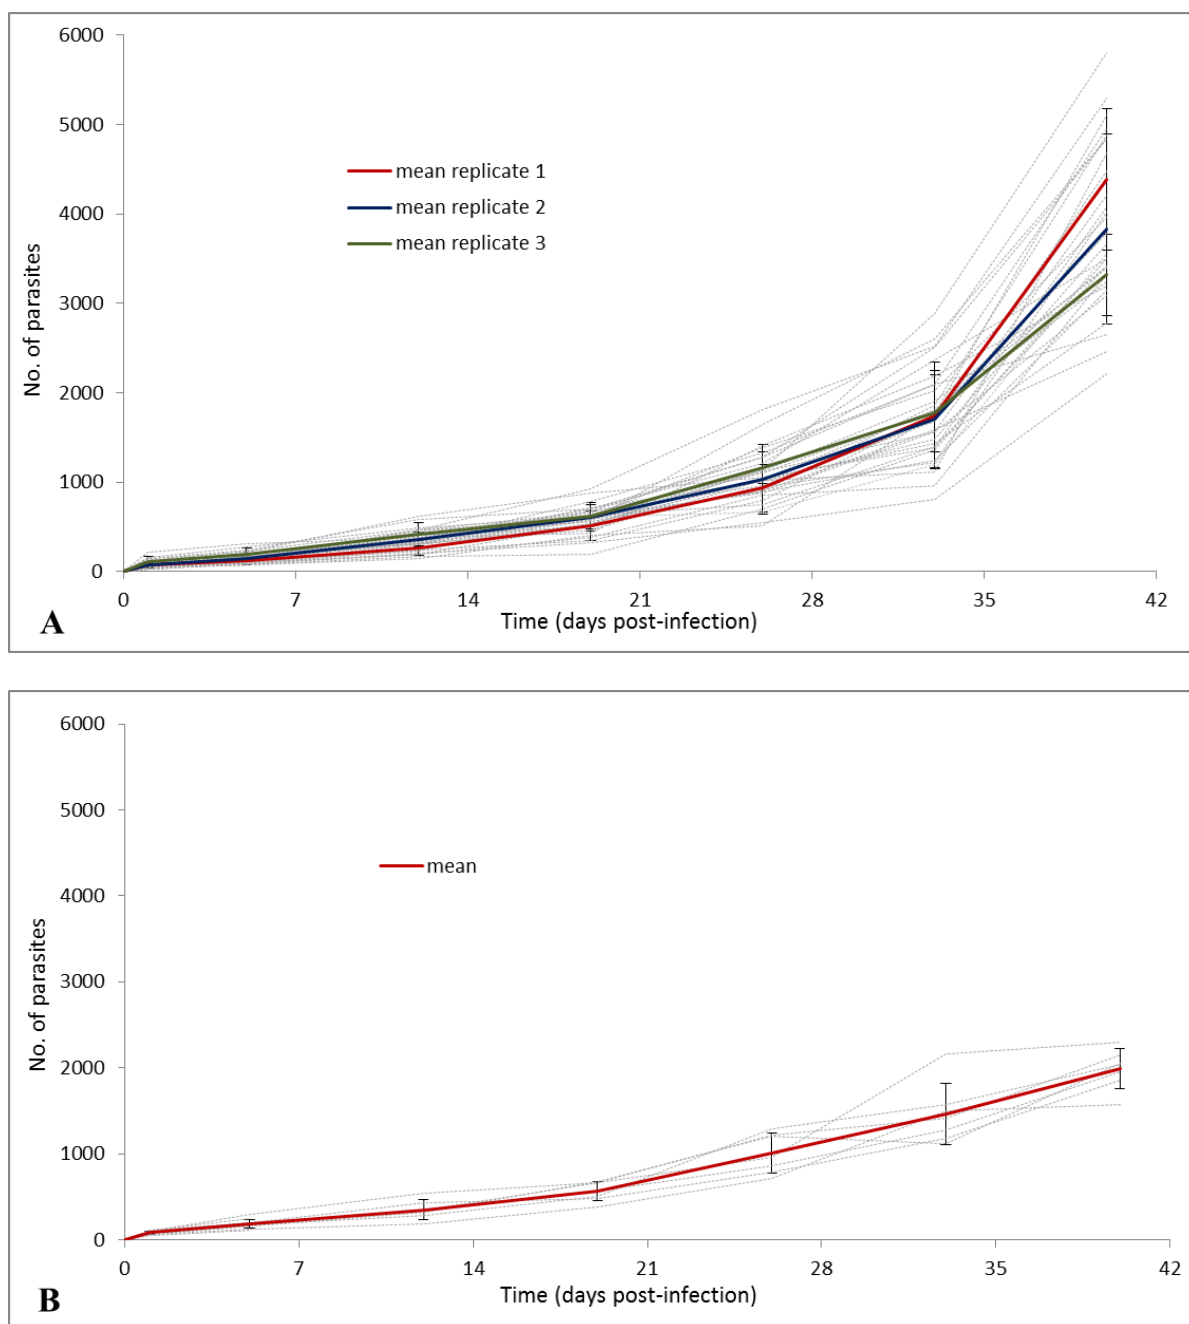 6000
5000
4000
3000
2000
1000
0
No. of parasites
mean replicate 1
mean replicate 2
mean replicate 3
0 7 14 21 28 35 42
Time (days post-infection)
A
6000
5000
4000
3000
2000
1000
0
No. of parasites
mean
0 7 14 21 28 35 42
Time (days post-infection)
B